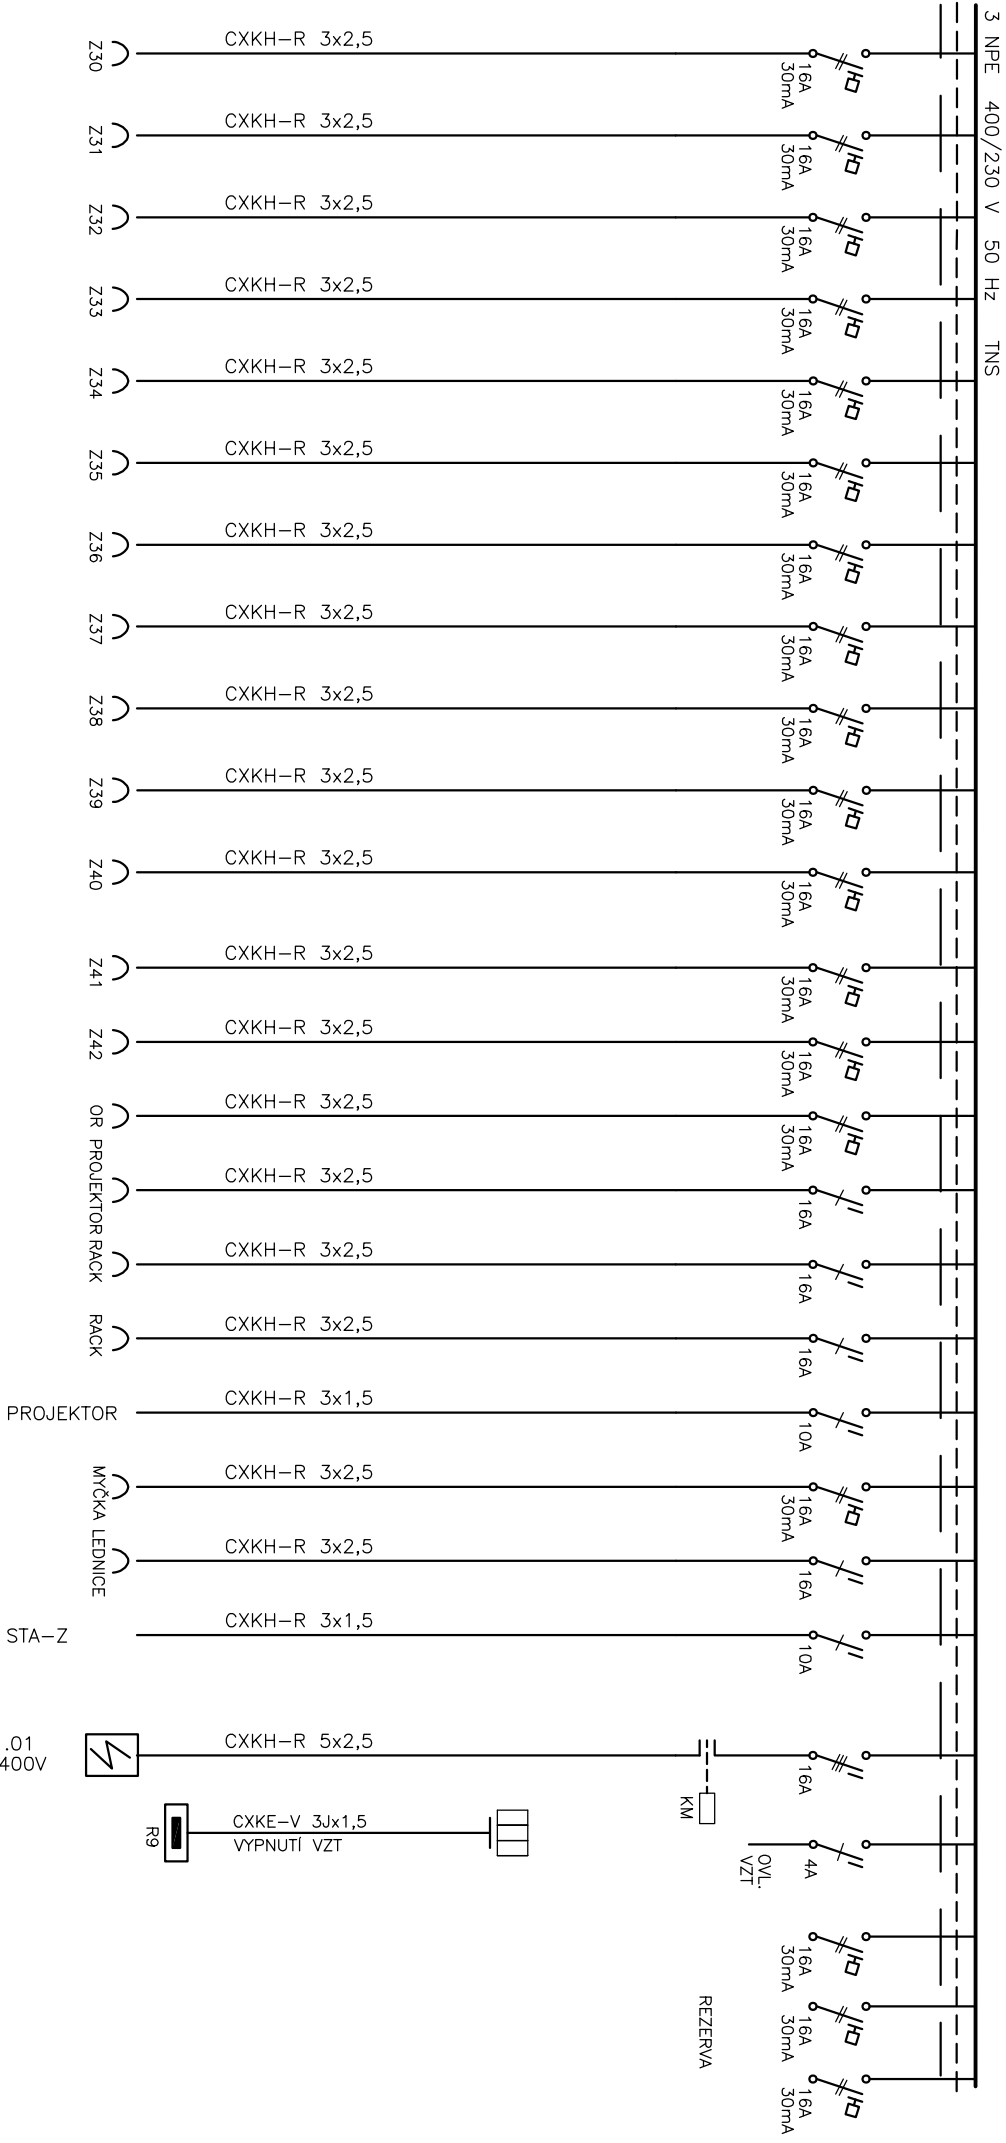 3 NPE 400/230 V 50 Hz TNS
Z30
CXKH-R 3x2,5
16A
30mA
Z31
CXKH-R 3x2,5
16A
30mA
Z32
CXKH-R 3x2,5
16A
30mA
Z33
CXKH-R 3x2,5
16A
30mA
Z34
CXKH-R 3x2,5
16A
30mA
Z35
CXKH-R 3x2,5
16A
30mA
Z36
CXKH-R 3x2,5
16A
30mA
Z37
CXKH-R 3x2,5
16A
30mA
Z38
CXKH-R 3x2,5
16A
30mA
Z39
CXKH-R 3x2,5
16A
30mA
Z40
CXKH-R 3x2,5
16A
30mA
Z41
CXKH-R 3x2,5
16A
30mA
Z42
CXKH-R 3x2,5
16A
30mA
OR
CXKH-R 3x2,5
16A
30mA
PROJEKTOR
CXKH-R 3x2,5
16A
RACK
CXKH-R 3x2,5
16A
RACK
CXKH-R 3x2,5
16A
PROJEKTOR
CXKH-R 3x1,5
10A
MYČKA
CXKH-R 3x2,5
16A
30mA
LEDNICE
CXKH-R 3x2,5
16A
STA-Z
CXKH-R 3x1,5
10A
.01
400V
CXKH-R 5x2,5
KM
16A
R9
CXKE-V 3Jx1,5
VYPNUTÍ VZT
OVL.
VZT
4A
16A
30mA
REZERVA
16A
30mA
16A
30mA